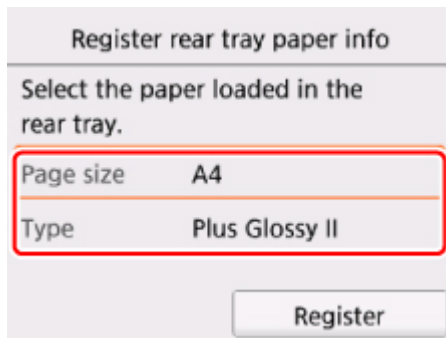 Register rear tray paper info
Select the paper loaded in the
rear tray.
Page size A4
Type Plus Glossy II
Register